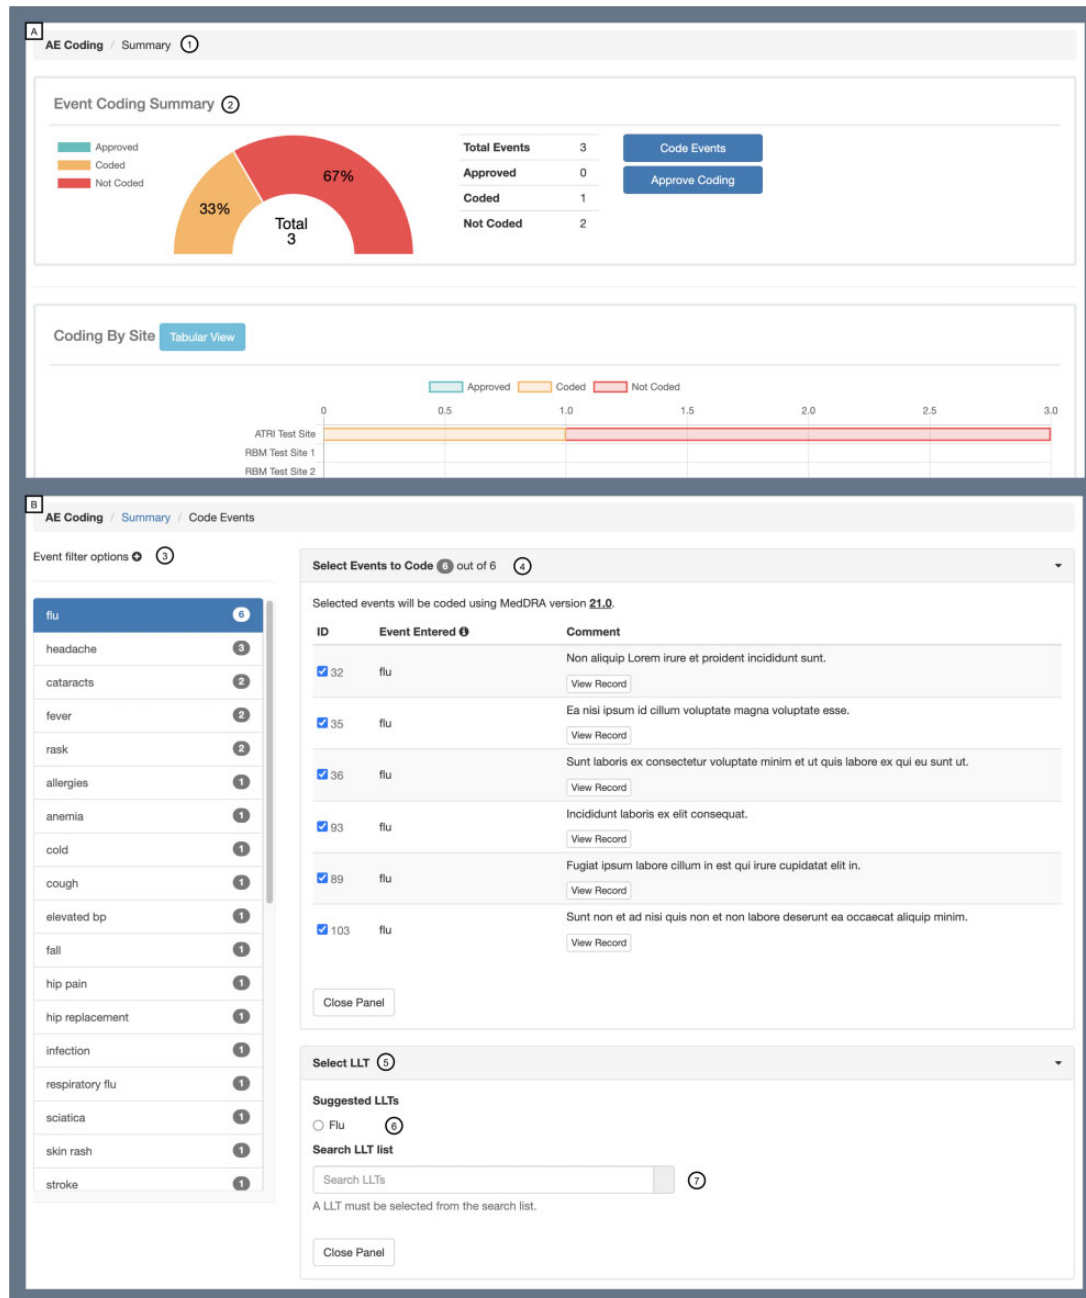 A
AE Coding / Summary 1
Event Coding Summary 2
Approved
Coded
Not Coded
33%
67%
Total
3
Total Events 3
Approved 0
Coded 1
Not Coded 2
Code Events
Approve Coding
Coding By Site Tabular View
Approved Coded Not Coded
0 0.5 1.0 1.5 2.0 2.5 3.0
ATRI Test Site
RBM Test Site 1
RBM Test Site 2
B
AE Coding / Summary / Code Events
Event filter options 3
flu 6
headache 3
cataracts 2
fever 2
rask 2
allergies 1
anemia 1
cold 1
cough 1
elevated bp 1
fall 1
hip pain 1
hip replacement 1
infection 1
respiratory flu 1
sciatica 1
skin rash 1
stroke 1
Select Events to Code 6 out of 6 4
Selected events will be coded using MedDRA version 21.0.
ID Event Entered Comment
32 flu Non aliquip Lorem irure et proident incididunt sunt.
View Record
35 flu Ea nisi ipsum id cillum voluptate magna voluptate esse.
View Record
36 flu Sunt laboris ex consectetur voluptate minim et ut quis labore ex qui eu sunt ut.
View Record
93 flu Incididunt laboris ex elit consequat.
View Record
89 flu Fugiat ipsum labore cillum in est qui irure cupidatat elit in.
View Record
103 flu Sunt non et ad nisi quis non et non labore deserunt ea occaecat aliquip minim.
View Record
Close Panel
Select LLT 5
Suggested LLTs
Flu 6
Search LLT list
Search LLTs 7
A LLT must be selected from the search list.
Close Panel